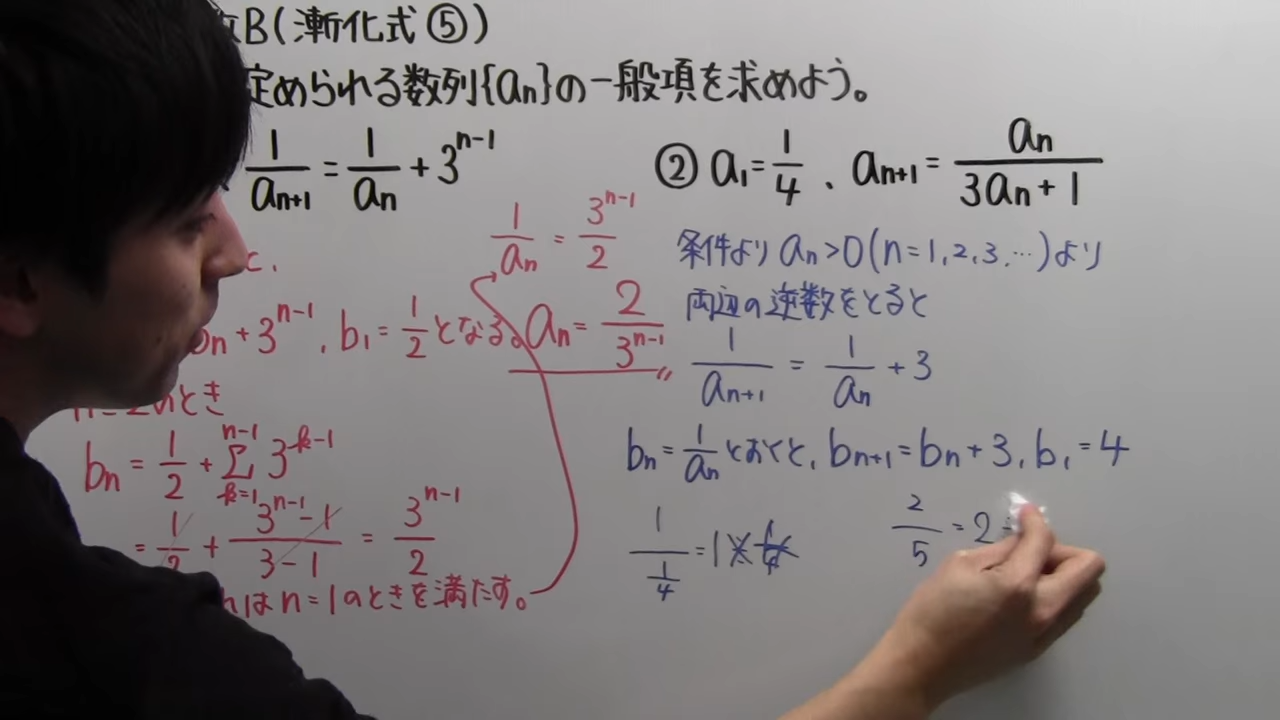 B(漸化式⑤)
定められる数列{an}の一般項を求めよう。
1/an+1 = 1/an + 3^n-1
bn + 3^n-1, b1 = 1/2 となる。
とき
bn = 1/2 + Σ(k=1, n-1) 3^k-1
= 1/2 + (3^n-1 - 1)/(3-1) = 3^n-1/2
はn=1のときを満たす。
1/an = 3^n-1/2
an = 2/3^n-1
② a1 = 1/4 、 an+1 = an/(3an+1)
条件より an>0(n=1,2,3,…)より
両辺の逆数をとると
1/an+1 = 1/an + 3
bn = 1/an とおくと, bn+1 = bn + 3, b1 = 4
1/(1/4) = 1
2/5 = 2